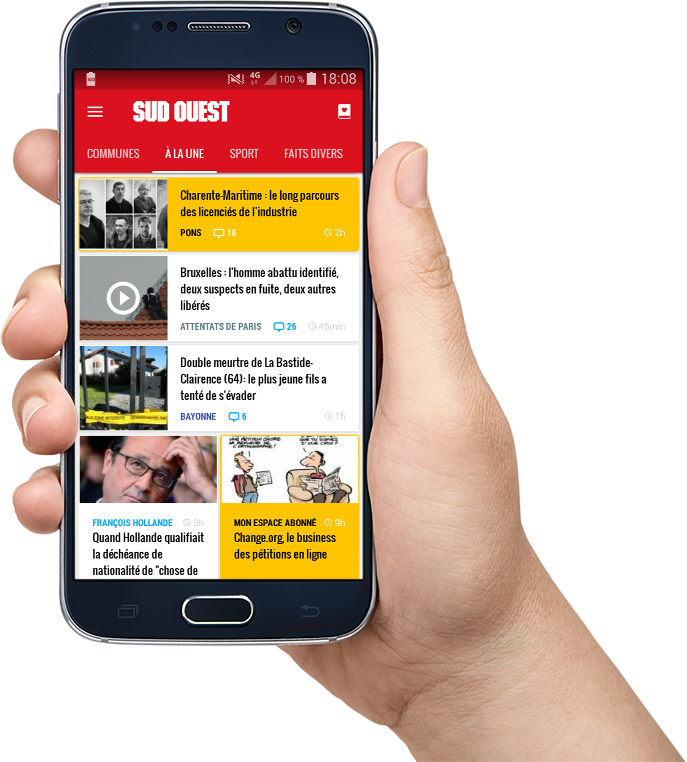 4G
100 %
18:08
SUD OUEST
COMMUNES
À LA UNE
SPORT
FAITS DIVERS
Charente-Maritime : le long parcours
des licenciés de l'industrie
PONS 10 2h
Bruxelles : l'homme abattu identifié,
deux suspects en fuite, deux autres
libérés
ATTENTATS DE PARIS 26 45min
Double meurtre de La Bastide-
Clairence (64): le plus jeune fils a
tenté de s'évader
BAYONNE 6 1h
FRANÇOIS HOLLANDE 3h
Quand Hollande qualifiait
la déchéance de
nationalité de "chose de
MON ESPACE ABONNÉ 9h
Change.org, le business
des pétitions en ligne